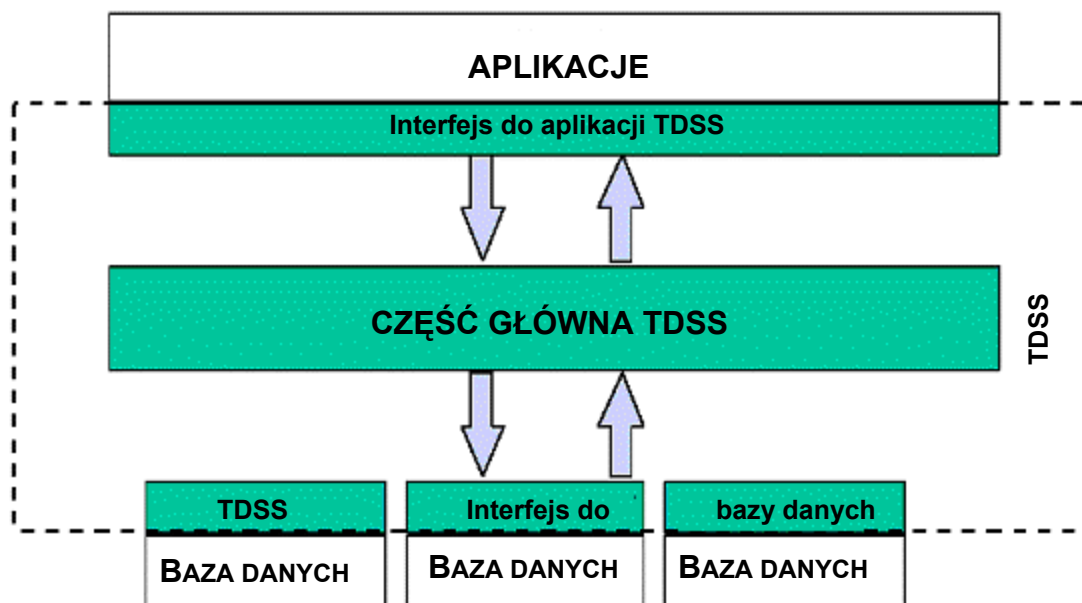 APLIKACJE
Interfejs do aplikacji TDSS
CZĘŚĆ GŁÓWNA TDSS
TDSS
TDSS
Interfejs do
bazy danych
BAZA DANYCH
BAZA DANYCH
BAZA DANYCH